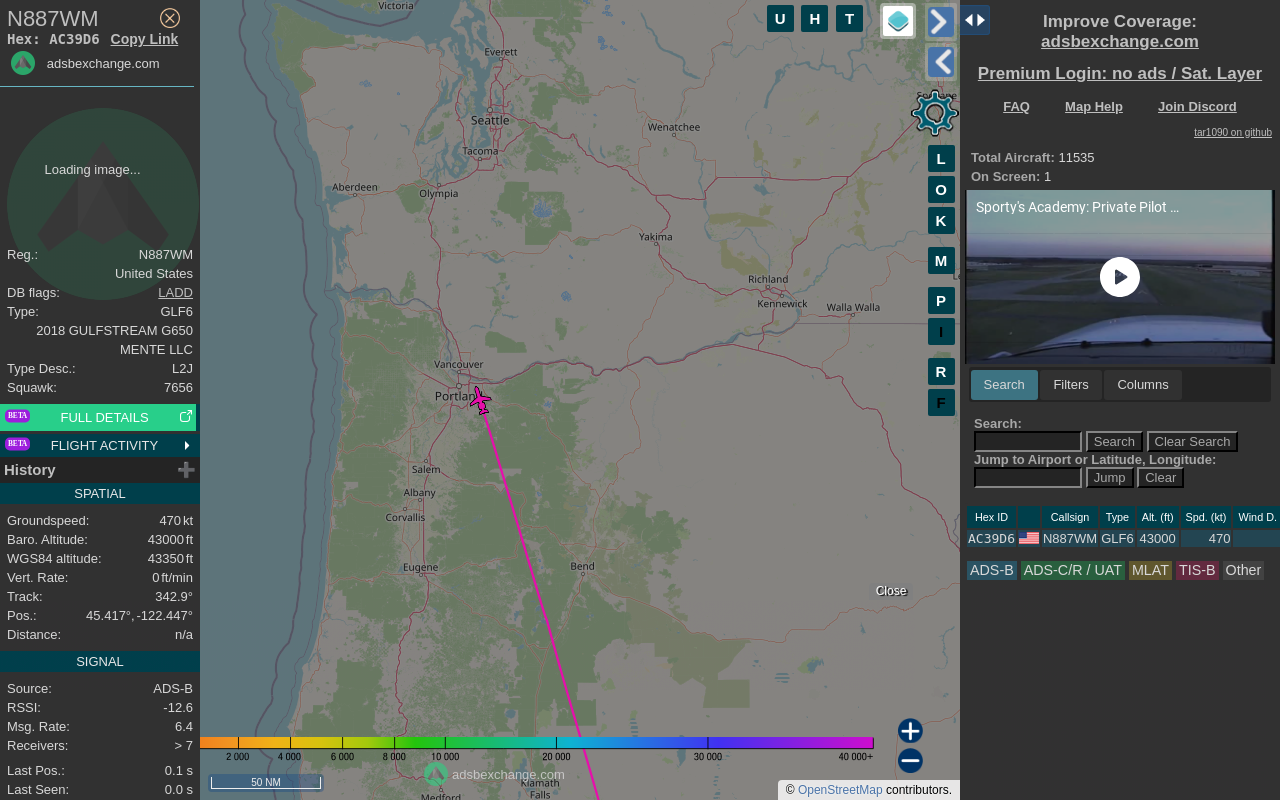 N887WM
Hex: AC39D6 Copy Link
adsbexchange.com
Loading image...
Reg.: N887WM
United States
DB flags: LADD
Type: GLF6
2018 GULFSTREAM G650
MENTE LLC
Type Desc.: L2J
Squawk: 7656
BETA FULL DETAILS
BETA FLIGHT ACTIVITY
History
SPATIAL
Groundspeed: 470 kt
Baro. Altitude: 43000 ft
WGS84 altitude: 43350 ft
Vert. Rate: 0 ft/min
Track: 342.9°
Pos.: 45.417°, -122.447°
Distance: n/a
SIGNAL
Source: ADS-B
RSSI: -12.6
Msg. Rate: 6.4
Receivers: > 7
Last Pos.: 0.1 s
Last Seen: 0.0 s
Victoria
Everett
Seattle
Spokane
Wenatchee
Tacoma
Aberdeen
Olympia
Yakima
Richland
Kennewick
Walla Walla
Vancouver
Portland
Salem
Albany
Corvallis
Eugene
Bend
Klamath
Falls
Medford
U H T
L
O
K
M
P
I
R
F
Close
2 000 4 000 6 000 8 000 10 000 20 000 30 000 40 000+
adsbexchange.com
50 NM
© OpenStreetMap contributors.
Improve Coverage:
adsbexchange.com
Premium Login: no ads / Sat. Layer
FAQ Map Help Join Discord
tar1090 on github
Total Aircraft: 11535
On Screen: 1
Sporty's Academy: Private Pilot ...
Search Filters Columns
Search:
Search Clear Search
Jump to Airport or Latitude, Longitude:
Jump Clear
Hex ID Callsign Type Alt. (ft) Spd. (kt) Wind D.
AC39D6 N887WM GLF6 43000 470
ADS-B ADS-C/R / UAT MLAT TIS-B Other